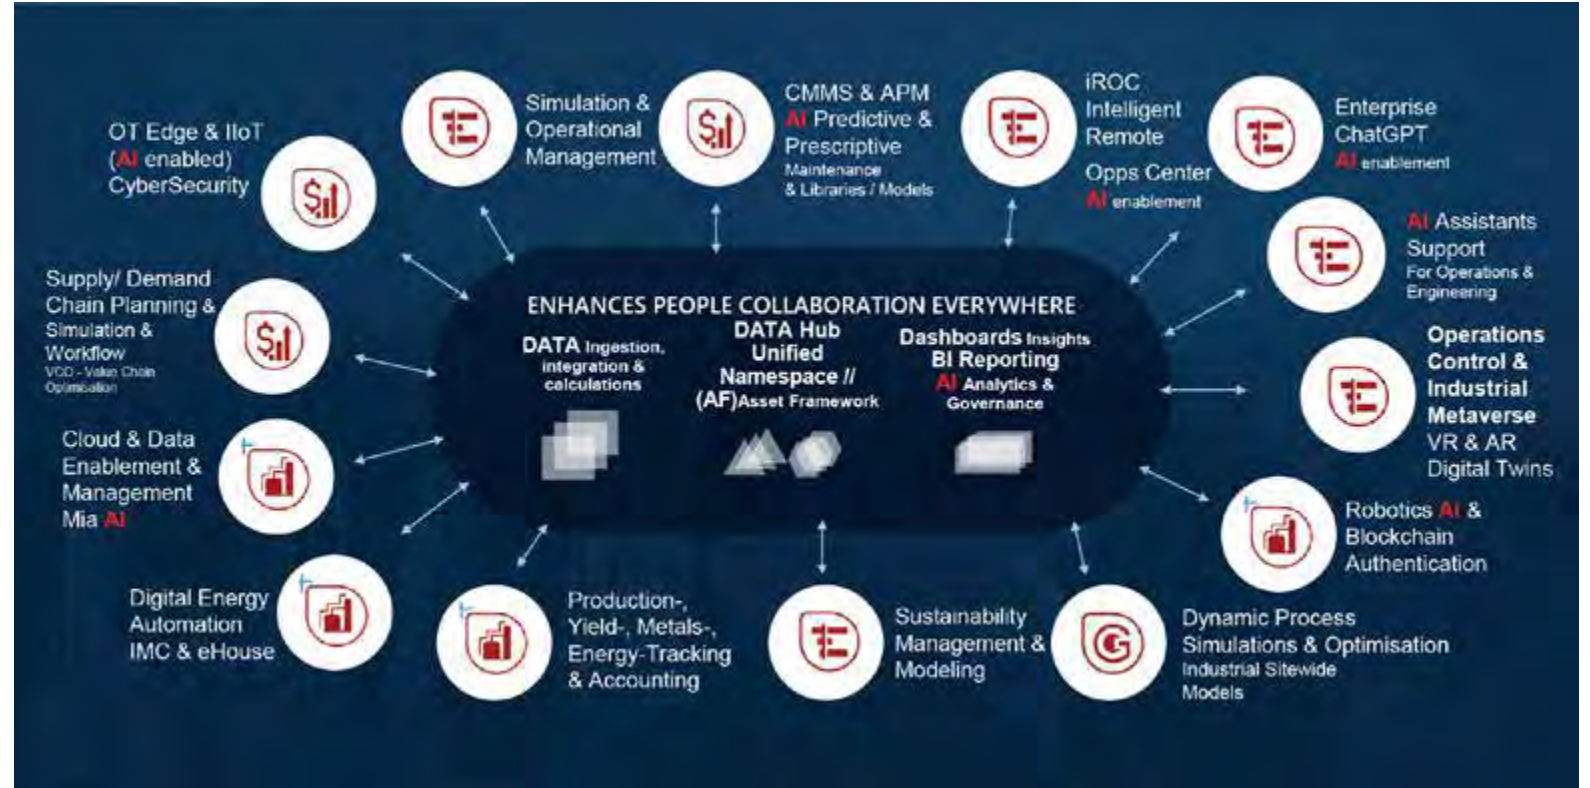 OT Edge & IIoT
(AI enabled)
CyberSecurity
Simulation &
Operational
Management
CMMS & APM
AI Predictive &
Prescriptive
Maintenance
& Libraries / Models
iROC
Intelligent
Remote
Opps Center
AI enablement
Enterprise
ChatGPT
AI enablement
AI Assistants
Support
For Operations &
Engineering
Supply/ Demand
Chain Planning &
Simulation &
Workflow
VCO - Value Chain
Optimisation
ENHANCES PEOPLE COLLABORATION EVERYWHERE
DATA Ingestion,
integration &
calculations
DATA Hub
Unified
Namespace //
(AF)Asset Framework
Dashboards Insights
BI Reporting
AI Analytics &
Governance
Operations
Control &
Industrial
Metaverse
VR & AR
Digital Twins
Cloud & Data
Enablement &
Management
Mia AI
Robotics AI &
Blockchain
Authentication
Digital Energy
Automation
IMC & eHouse
Production-,
Yield-, Metals-,
Energy-Tracking
& Accounting
Sustainability
Management &
Modeling
Dynamic Process
Simulations & Optimisation
Industrial Sitewide
Models